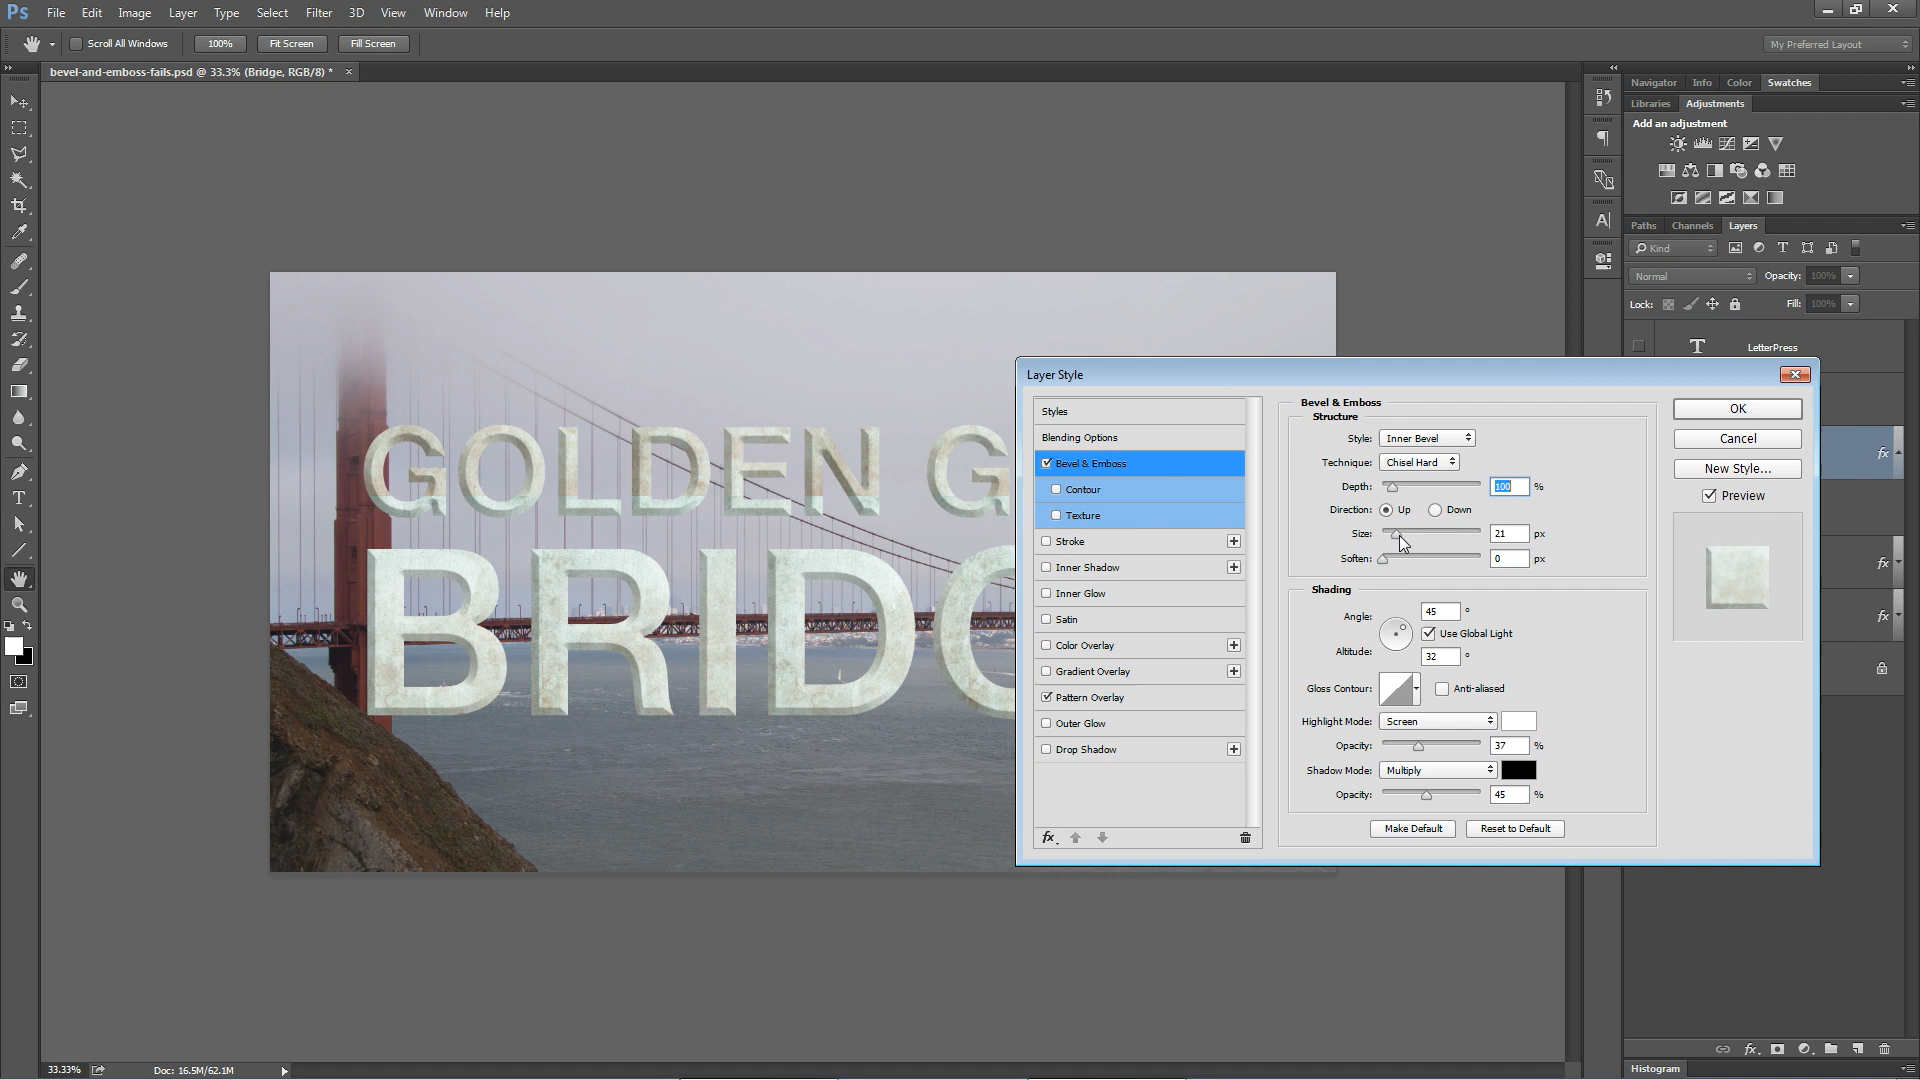 Ps File Edit Image Layer Type Select Filter 3D View Window Help
Scroll All Windows 100% Fit Screen Fill Screen My Preferred Layout
bevel-and-emboss-fails.psd @ 33.3% (Bridge, RGB/8) * ×
Navigator Info Color Swatches
Libraries Adjustments
Add an adjustment
Paths Channels Layers
Kind
Normal Opacity: 100%
Lock: Fill: 100%
LetterPress
GOLDEN G
BRIDG
Layer Style
Styles
Blending Options
Bevel & Emboss
Contour
Texture
Stroke
Inner Shadow
Inner Glow
Satin
Color Overlay
Gradient Overlay
Pattern Overlay
Outer Glow
Drop Shadow
fx
Bevel & Emboss
Structure
Style: Inner Bevel
Technique: Chisel Hard
Depth: 100 %
Direction: Up Down
Size: 21 px
Soften: 0 px
Shading
Angle: 45 °
Use Global Light
Altitude: 32 °
Gloss Contour: Anti-aliased
Highlight Mode: Screen
Opacity: 37 %
Shadow Mode: Multiply
Opacity: 45 %
Make Default Reset to Default
OK
Cancel
New Style...
Preview
fx
fx
fx
fx
33.33% Doc: 16.5M/62.1M
Histogram